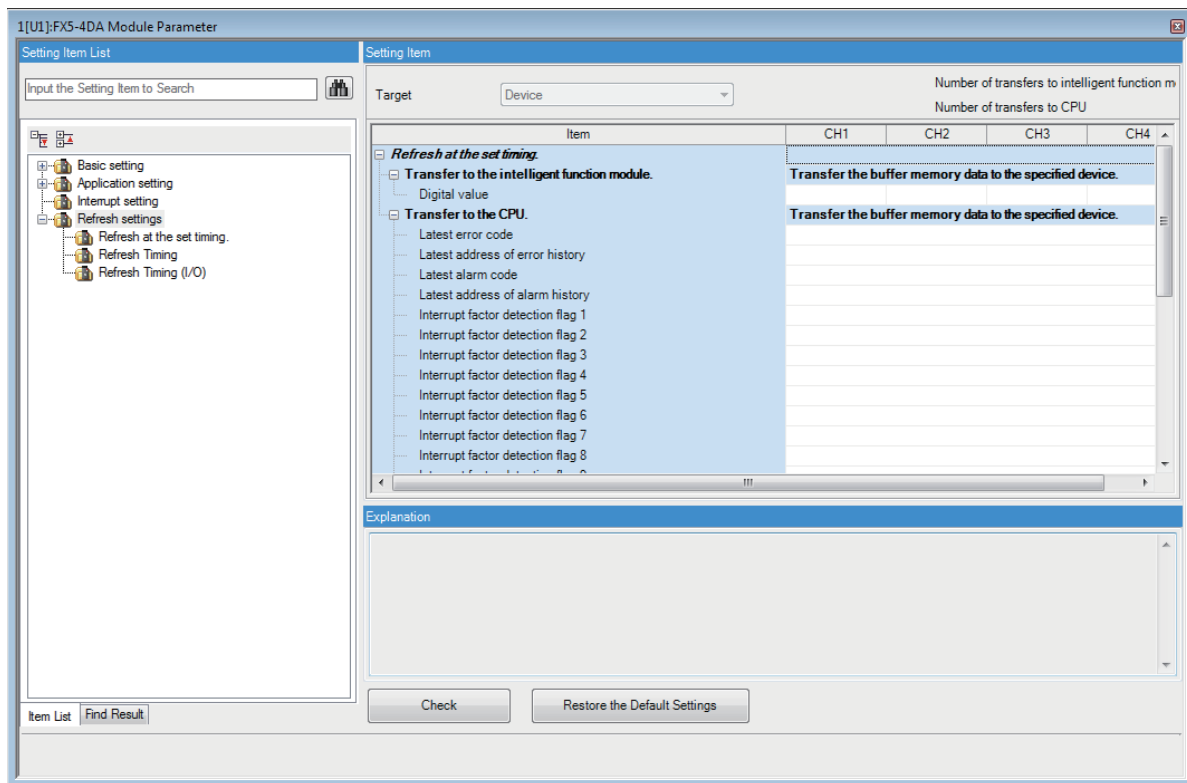 1[U1]:FX5-4DA Module Parameter
Setting Item List
Input the Setting Item to Search
Basic setting
Application setting
Interrupt setting
Refresh settings
Refresh at the set timing.
Refresh Timing
Refresh Timing (I/O)
Item List
Find Result
Setting Item
Target
Device
Number of transfers to intelligent function
Number of transfers to CPU
Item CH1 CH2 CH3 CH4
Refresh at the set timing.
Transfer to the intelligent function module. Transfer the buffer memory data to the specified device.
Digital value
Transfer to the CPU. Transfer the buffer memory data to the specified device.
Latest error code
Latest address of error history
Latest alarm code
Latest address of alarm history
Interrupt factor detection flag 1
Interrupt factor detection flag 2
Interrupt factor detection flag 3
Interrupt factor detection flag 4
Interrupt factor detection flag 5
Interrupt factor detection flag 6
Interrupt factor detection flag 7
Interrupt factor detection flag 8
Explanation
Check
Restore the Default Settings